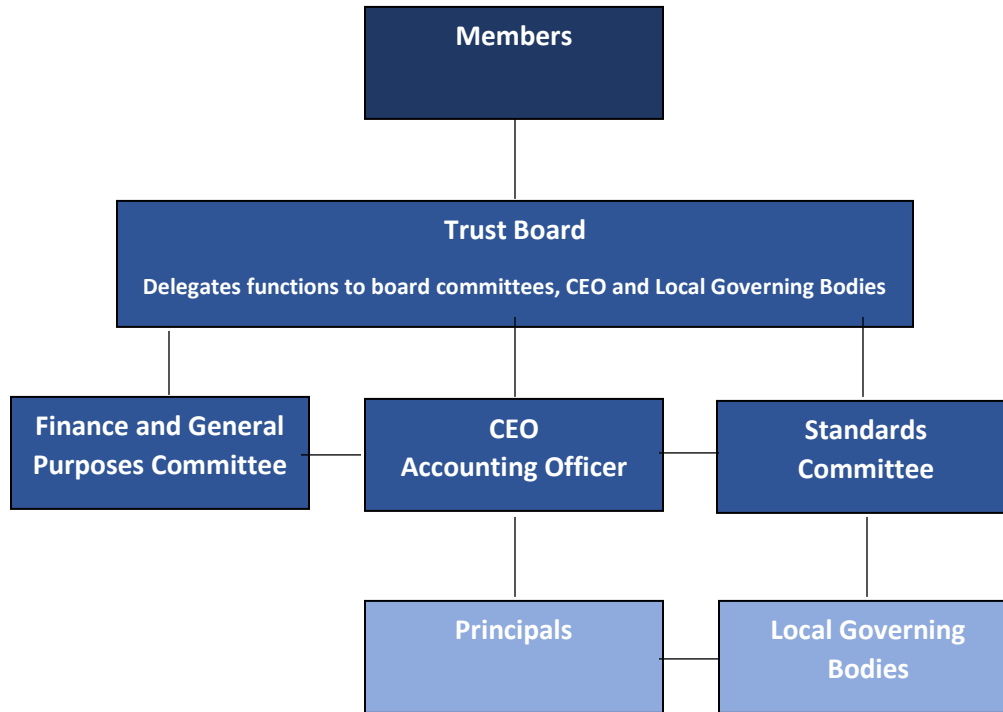 Members
Trust Board
Delegates functions to board committees, CEO and Local Governing Bodies
Finance and General
Purposes Committee
CEO
Accounting Officer
Standards
Committee
Principals
Local Governing
Bodies